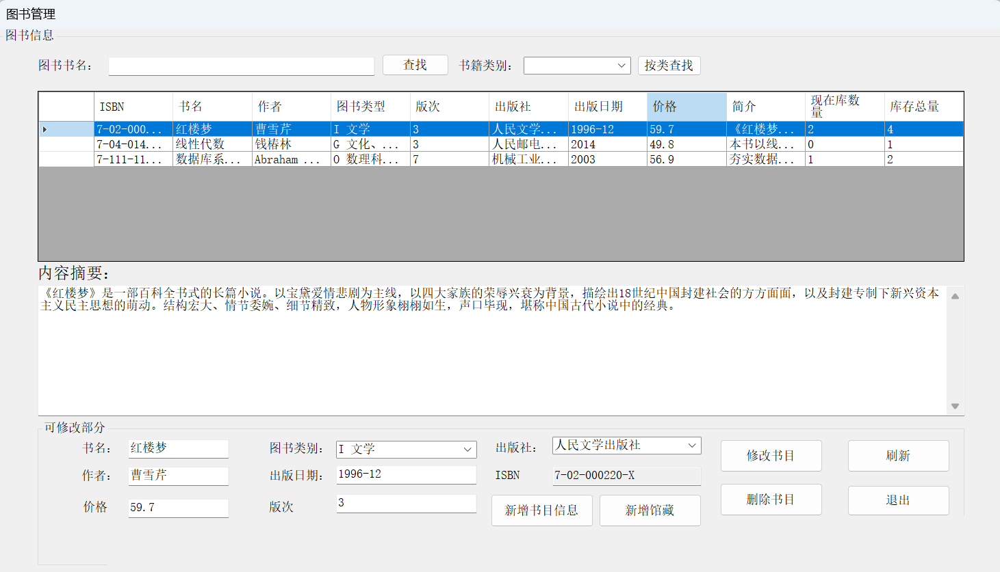 图书管理
图书信息
图书书名: 查找 书籍类别: 按类查找
ISBN 书名 作者 图书类型 版次 出版社 出版日期 价格 简介 现在库数量 库存总量
7-02-000... 红楼梦 曹雪芹 I 文学 3 人民文学... 1996-12 59.7 《红楼梦... 2 4
7-04-014... 线性代数 钱椿林 G 文化、... 3 人民邮电... 2014 49.8 本书以线... 0 1
7-111-11... 数据库系... Abraham ... O 数理科... 7 机械工业... 2003 56.9 夯实数据... 1 2
内容摘要:
《红楼梦》是一部百科全书式的长篇小说。以宝黛爱情悲剧为主线，以四大家族的荣辱兴衰为背景，描绘出18世纪中国封建社会的方方面面，以及封建专制下新兴资本
主义民主思想的萌动。结构宏大、情节委婉、细节精致，人物形象栩栩如生，声口毕现，堪称中国古代小说中的经典。
可修改部分
书名: 红楼梦 图书类别: I 文学 出版社: 人民文学出版社 修改书目 刷新
作者: 曹雪芹 出版日期: 1996-12 ISBN 7-02-000220-X
价格 59.7 版次 3 新增书目信息 新增馆藏 删除书目 退出